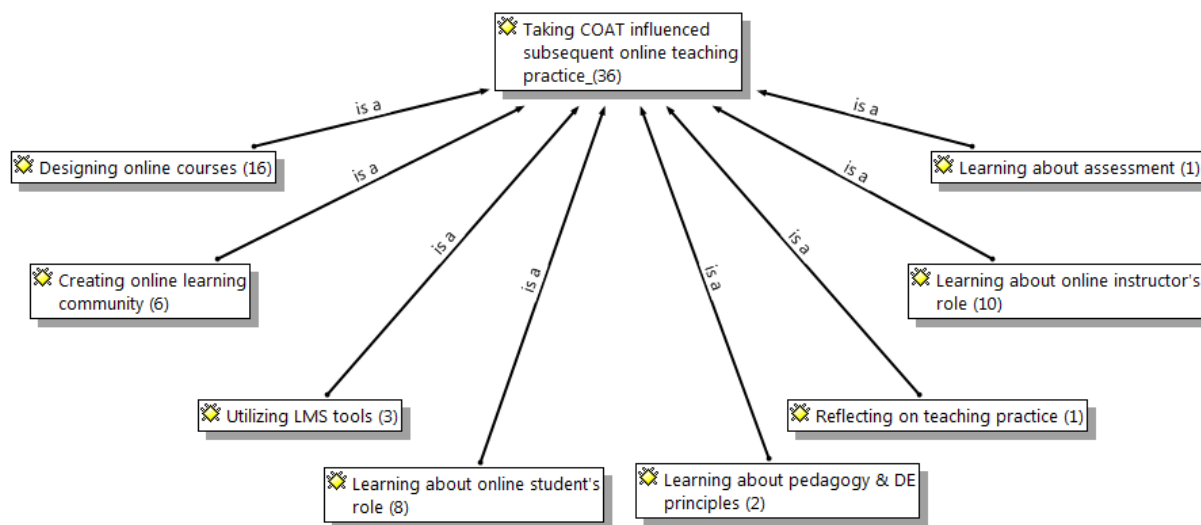 Taking COAT influenced
subsequent online teaching
practice_(36)
is a
is a
Designing online courses (16)
Learning about assessment (1)
is a
is a
Creating online learning
community (6)
is a
is a
Learning about online instructor's
role (10)
is a
is a
Utilizing LMS tools (3)
Reflecting on teaching practice (1)
Learning about online student's
role (8)
Learning about pedagogy & DE
principles (2)